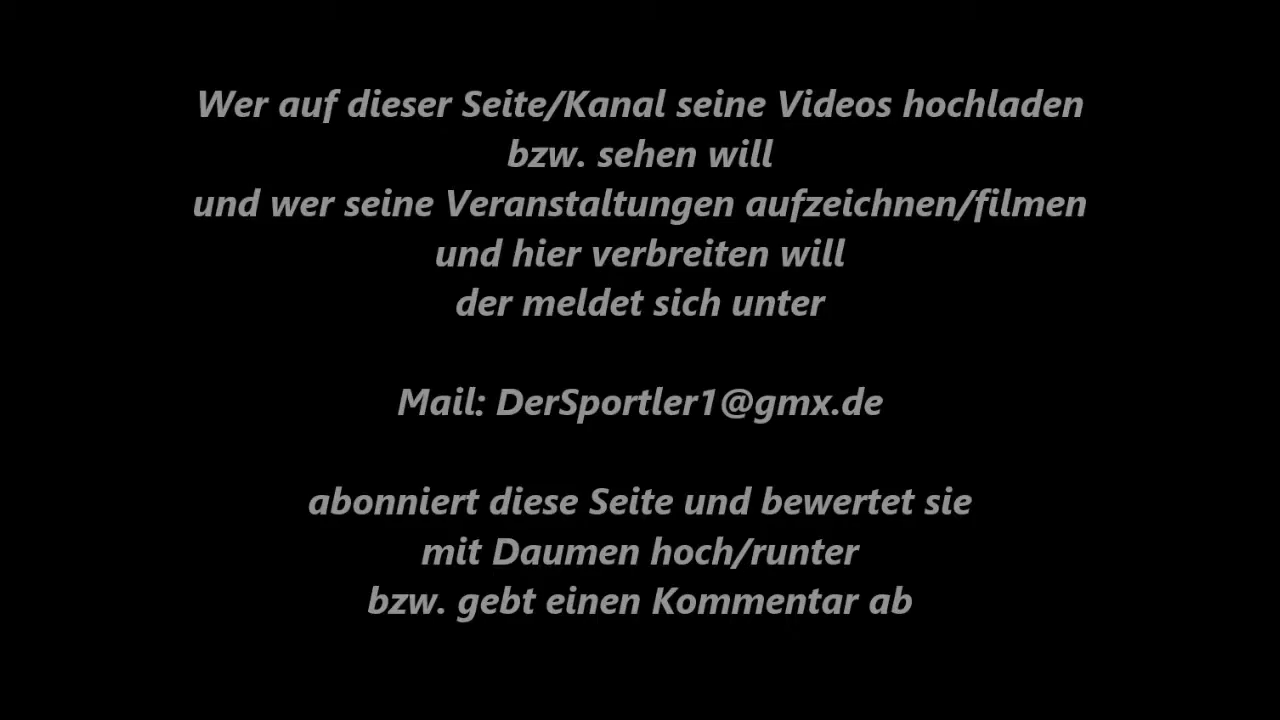 Wer auf dieser Seite/Kanal seine Videos hochladen
bzw. sehen will
und wer seine Veranstaltungen aufzeichnen/filmen
und hier verbreiten will
der meldet sich unter
Mail: DerSportler1@gmx.de
abonniert diese Seite und bewertet sie
mit Daumen hoch/runter
bzw. gebt einen Kommentar ab